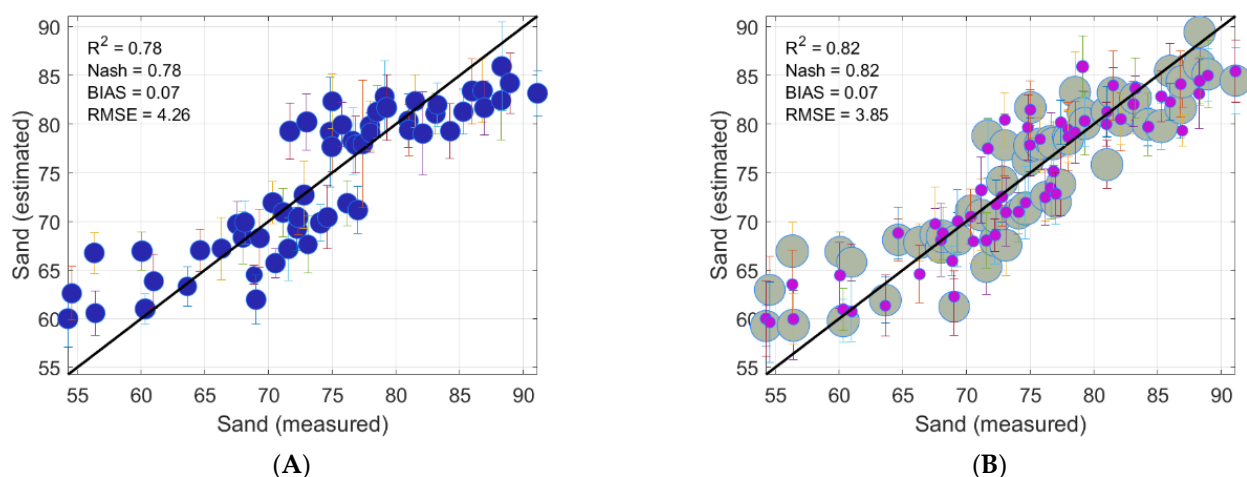 R² = 0.78
Nash = 0.78
BIAS = 0.07
RMSE = 4.26
Sand (estimated)
90
85
80
75
70
65
60
55
55 60 65 70 75 80 85 90
Sand (measured)
(A)
R² = 0.82
Nash = 0.82
BIAS = 0.07
RMSE = 3.85
Sand (estimated)
90
85
80
75
70
65
60
55
55 60 65 70 75 80 85 90
Sand (measured)
(B)